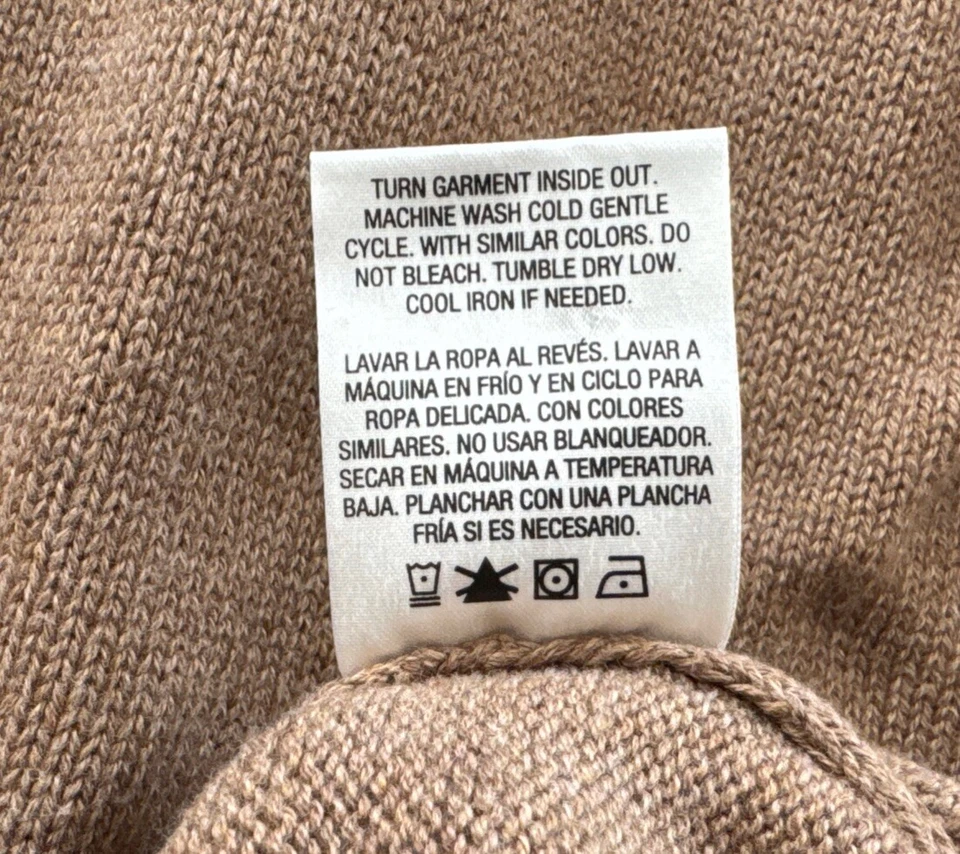 TURN GARMENT INSIDE OUT.
MACHINE WASH COLD GENTLE
CYCLE. WITH SIMILAR COLORS. DO
NOT BLEACH. TUMBLE DRY LOW.
COOL IRON IF NEEDED.
LAVAR LA ROPA AL REVÉS. LAVAR A
MÁQUINA EN FRÍO Y EN CICLO PARA
ROPA DELICADA. CON COLORES
SIMILARES. NO USAR BLANQUEADOR.
SECAR EN MÁQUINA A TEMPERATURA
BAJA. PLANCHAR CON UNA PLANCHA
FRÍA SI ES NECESARIO.